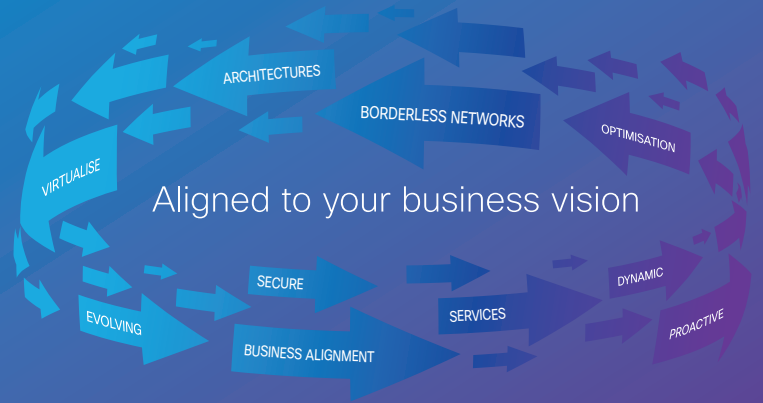 ARCHITECTURES
BORDERLESS NETWORKS
OPTIMISATION
VIRTUALISE
Aligned to your business vision
SECURE
DYNAMIC
SERVICES
EVOLVING
PROACTIVE
BUSINESS ALIGNMENT